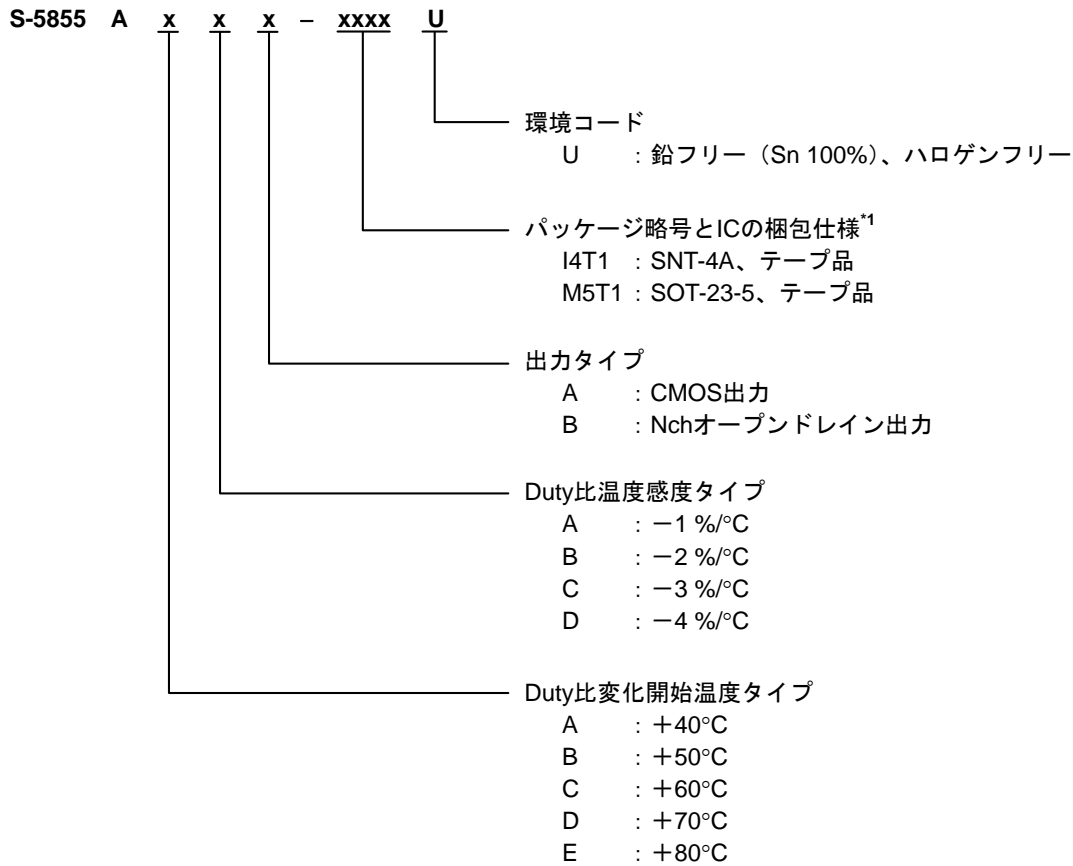 S-5855 A x x x – xxxx U
環境コード
U : 鉛フリー（Sn 100%）、ハロゲンフリー
パッケージ略号とICの梱包仕様*1
I4T1 : SNT-4A、テープ品
M5T1 : SOT-23-5、テープ品
出力タイプ
A : CMOS出力
B : Nchオープンドレイン出力
Duty比温度感度タイプ
A : －1 %/°C
B : －2 %/°C
C : －3 %/°C
D : －4 %/°C
Duty比変化開始温度タイプ
A : ＋40°C
B : ＋50°C
C : ＋60°C
D : ＋70°C
E : ＋80°C